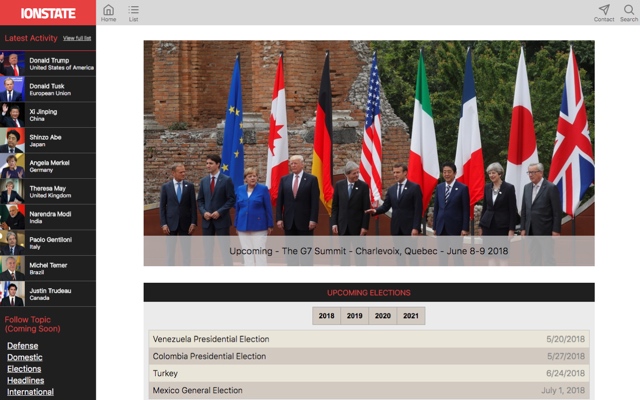 IONSTATE
Home
List
Contact
Search
Latest Activity
View full list
Donald Trump
United States of America
Donald Tusk
European Union
Xi Jinping
China
Shinzo Abe
Japan
Angela Merkel
Germany
Theresa May
United Kingdom
Narendra Modi
India
Paolo Gentiloni
Italy
Michel Temer
Brazil
Justin Trudeau
Canada
Follow Topic
(Coming Soon)
Defense
Domestic
Elections
Headlines
International
Upcoming - The G7 Summit - Charlevoix, Quebec - June 8-9 2018
UPCOMING ELECTIONS
2018 2019 2020 2021
Venezuela Presidential Election 5/20/2018
Colombia Presidential Election 5/27/2018
Turkey 6/24/2018
Mexico General Election July 1, 2018